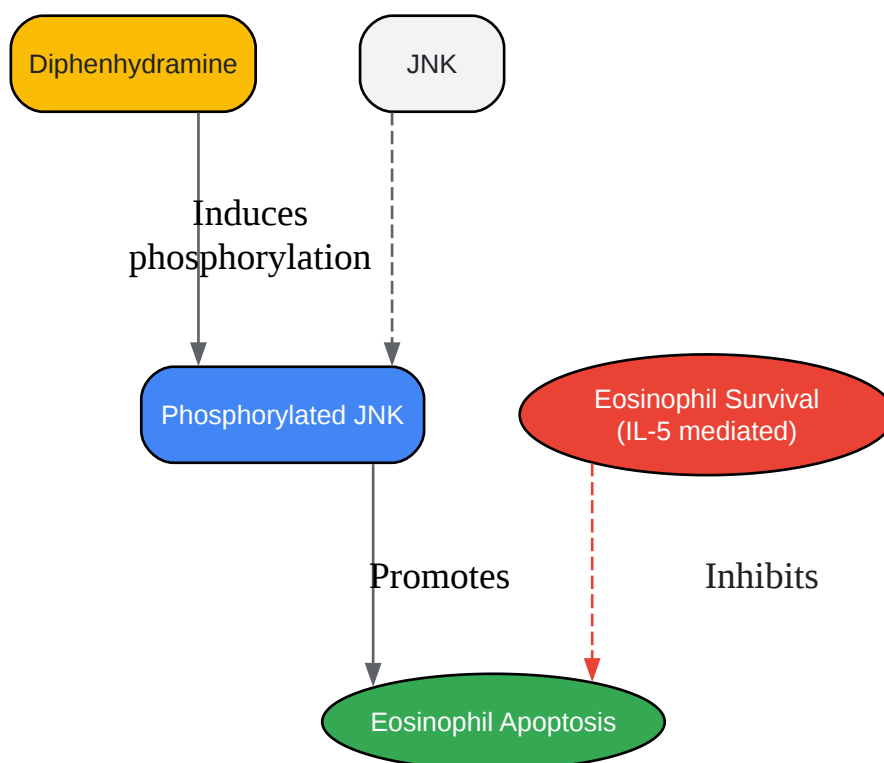 Diphenhydramine
JNK
Induces
phosphorylation
Phosphorylated JNK
Eosinophil Survival
(IL-5 mediated)
Promotes
Inhibits
Eosinophil Apoptosis